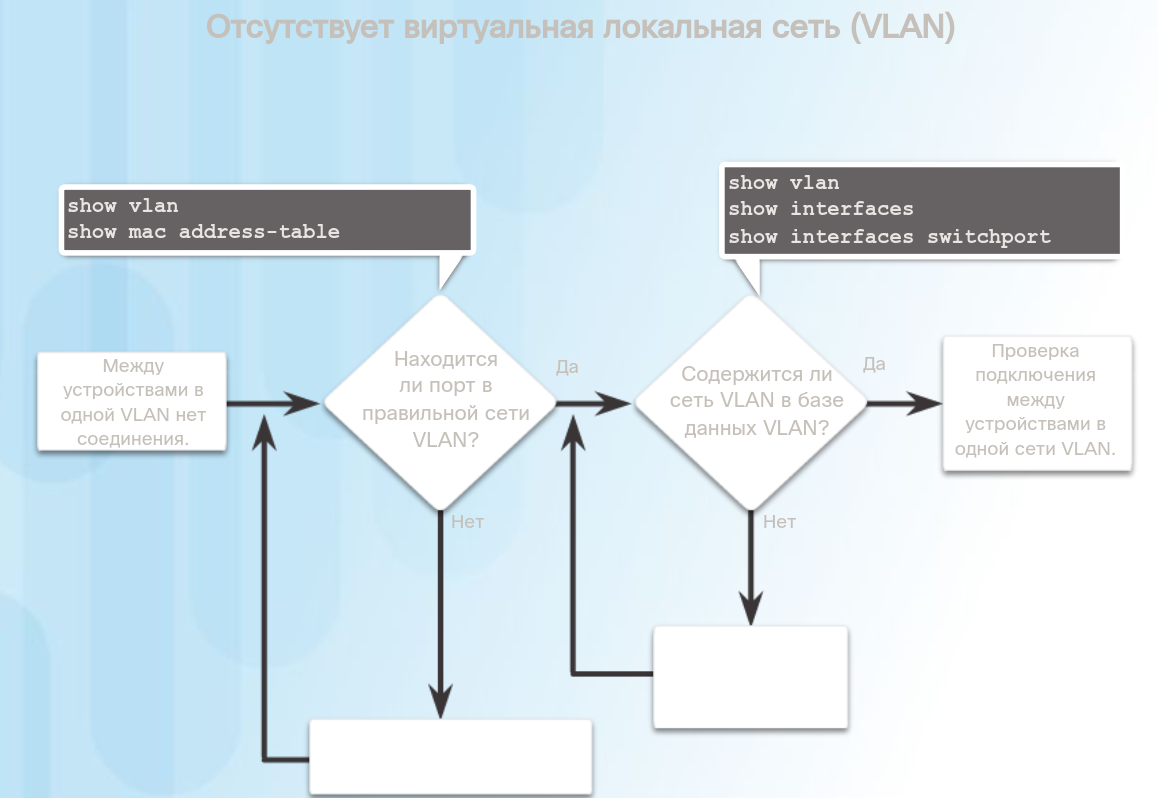 Отсутствует виртуальная локальная сеть (VLAN)
show vlan
show mac address-table
show vlan
show interfaces
show interfaces switchport
Между
устройствами в
одной VLAN нет
соединения.
Находится
ли порт в
правильной сети
VLAN?
Да
Нет
Содержится ли
сеть VLAN в базе
данных VLAN?
Да
Нет
Проверка
подключения
между
устройствами в
одной сети VLAN.